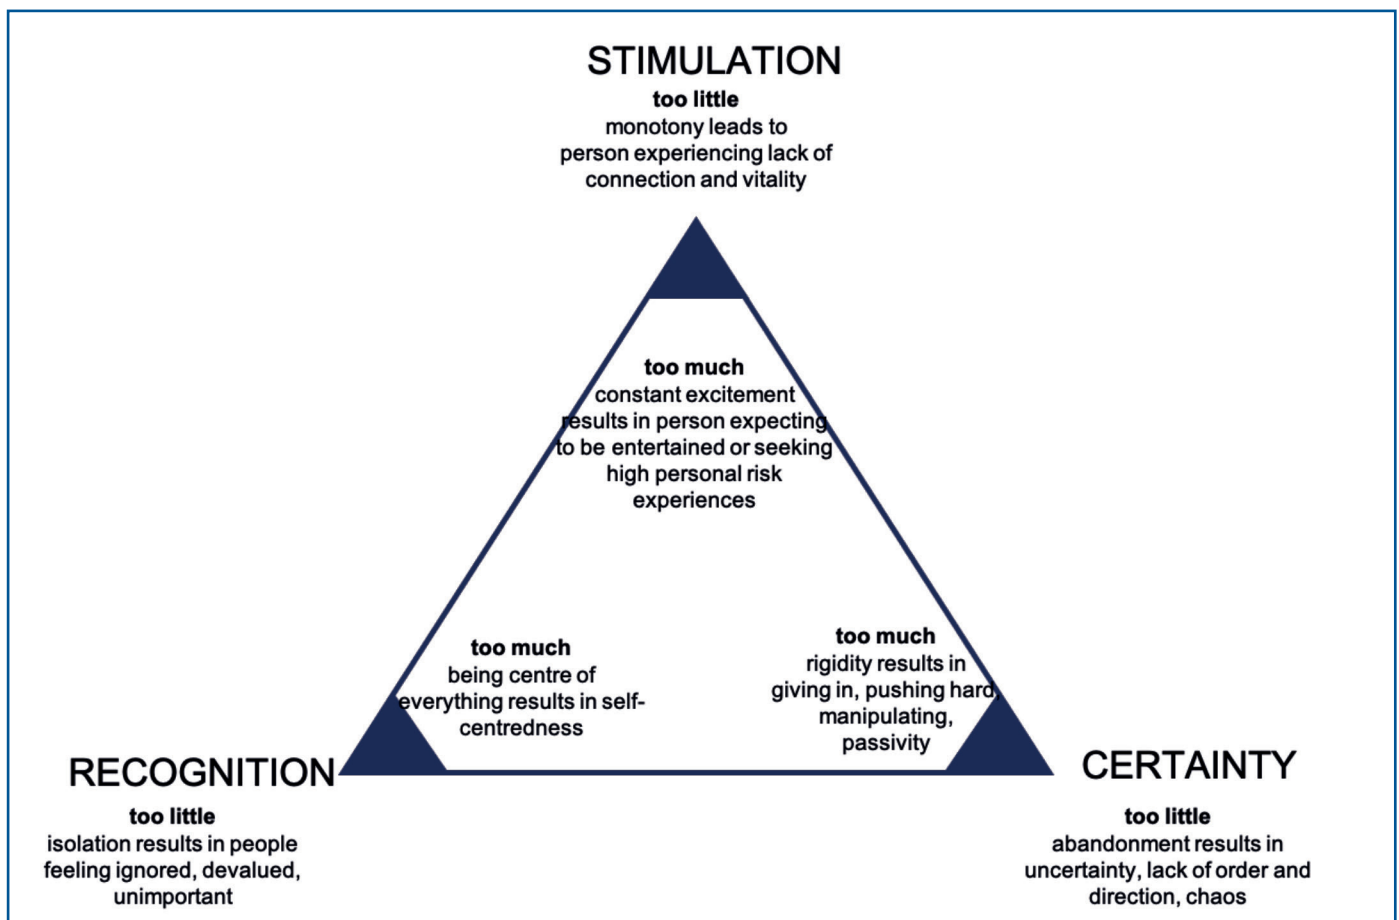 STIMULATION
too little
monotony leads to
person experiencing lack of
connection and vitality
too much
constant excitement
results in person expecting
to be entertained or seeking
high personal risk
experiences
too much
being centre of
everything results in self-
centredness
too much
rigidity results in
giving in, pushing hard,
manipulating,
passivity
RECOGNITION
too little
isolation results in people
feeling ignored, devalued,
unimportant
CERTAINTY
too little
abandonment results in
uncertainty, lack of order and
direction, chaos